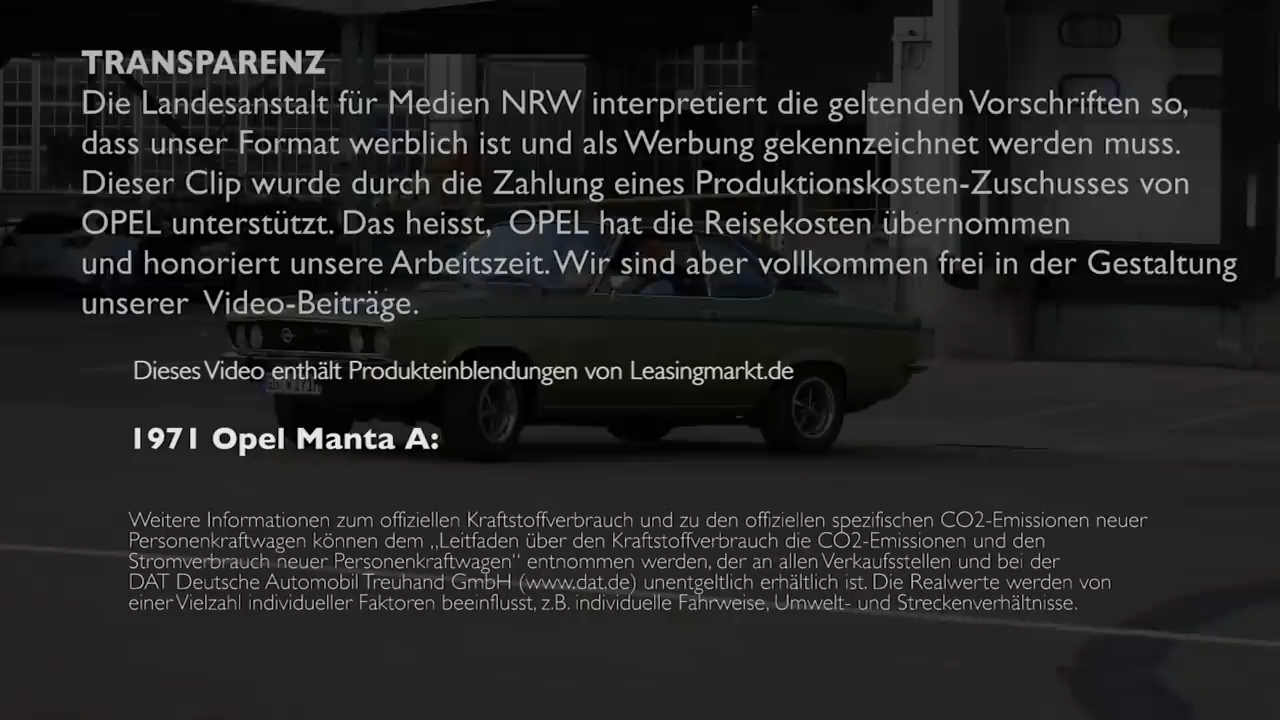 TRANSPARENZ
Die Landesanstalt für Medien NRW interpretiert die geltenden Vorschriften so,
dass unser Format werblich ist und als Werbung gekennzeichnet werden muss.
Dieser Clip wurde durch die Zahlung eines Produktionskosten-Zuschusses von
OPEL unterstützt. Das heisst, OPEL hat die Reisekosten übernommen
und honoriert unsere Arbeitszeit. Wir sind aber vollkommen frei in der Gestaltung
unserer Video-Beiträge.
Dieses Video enthält Produkteinblendungen von Leasingmarkt.de
1971 Opel Manta A:
Weitere Informationen zum offiziellen Kraftstoffverbrauch und zu den offiziellen spezifischen CO2-Emissionen neuer
Personenkraftwagen können dem „Leitfaden über den Kraftstoffverbrauch die CO2-Emissionen und den
Stromverbrauch neuer Personenkraftwagen“ entnommen werden, der an allen Verkaufsstellen und bei der
DAT Deutsche Automobil Treuhand GmbH (www.dat.de) unentgeltlich erhältlich ist. Die Realwerte werden von
einer Vielzahl individueller Faktoren beeinflusst, z.B. individuelle Fahrweise, Umwelt- und Streckenverhältnisse.